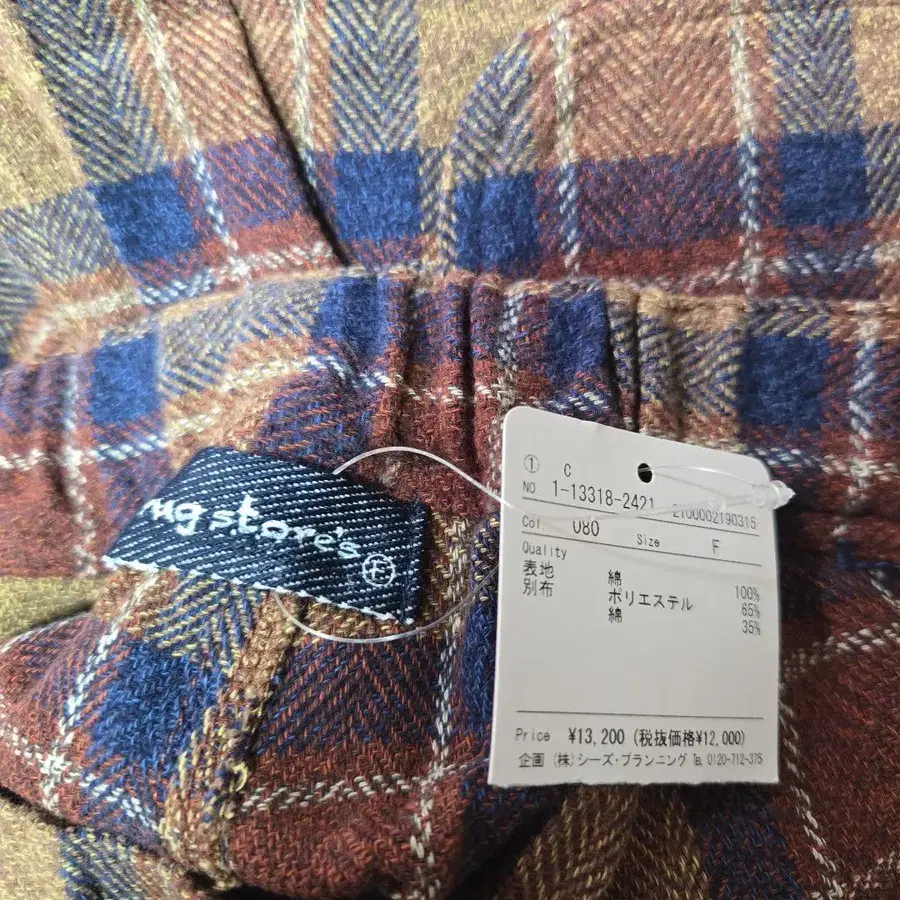 mg store's Ⓕ
① C
NO. 1-13318-2421 2100002190315
Col. 080 Size F
Quality
表地 綿 100%
別布 ポリエステル 65%
綿 35%
Price ¥13,200 (税抜価格¥12,000)
企画 (株)シーズ・プランニング ℡ 0120-712-375